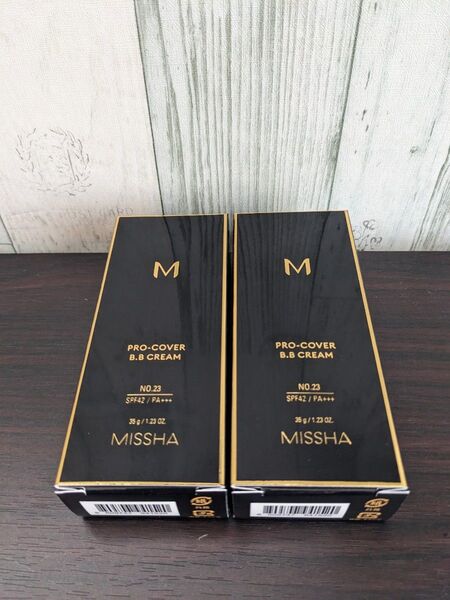 M
PRO-COVER
B.B CREAM
NO.23
SPF42 / PA+++
35 g / 1.23 OZ.
MISSHA
M
PRO-COVER
B.B CREAM
NO.23
SPF42 / PA+++
35 g / 1.23 OZ.
MISSHA